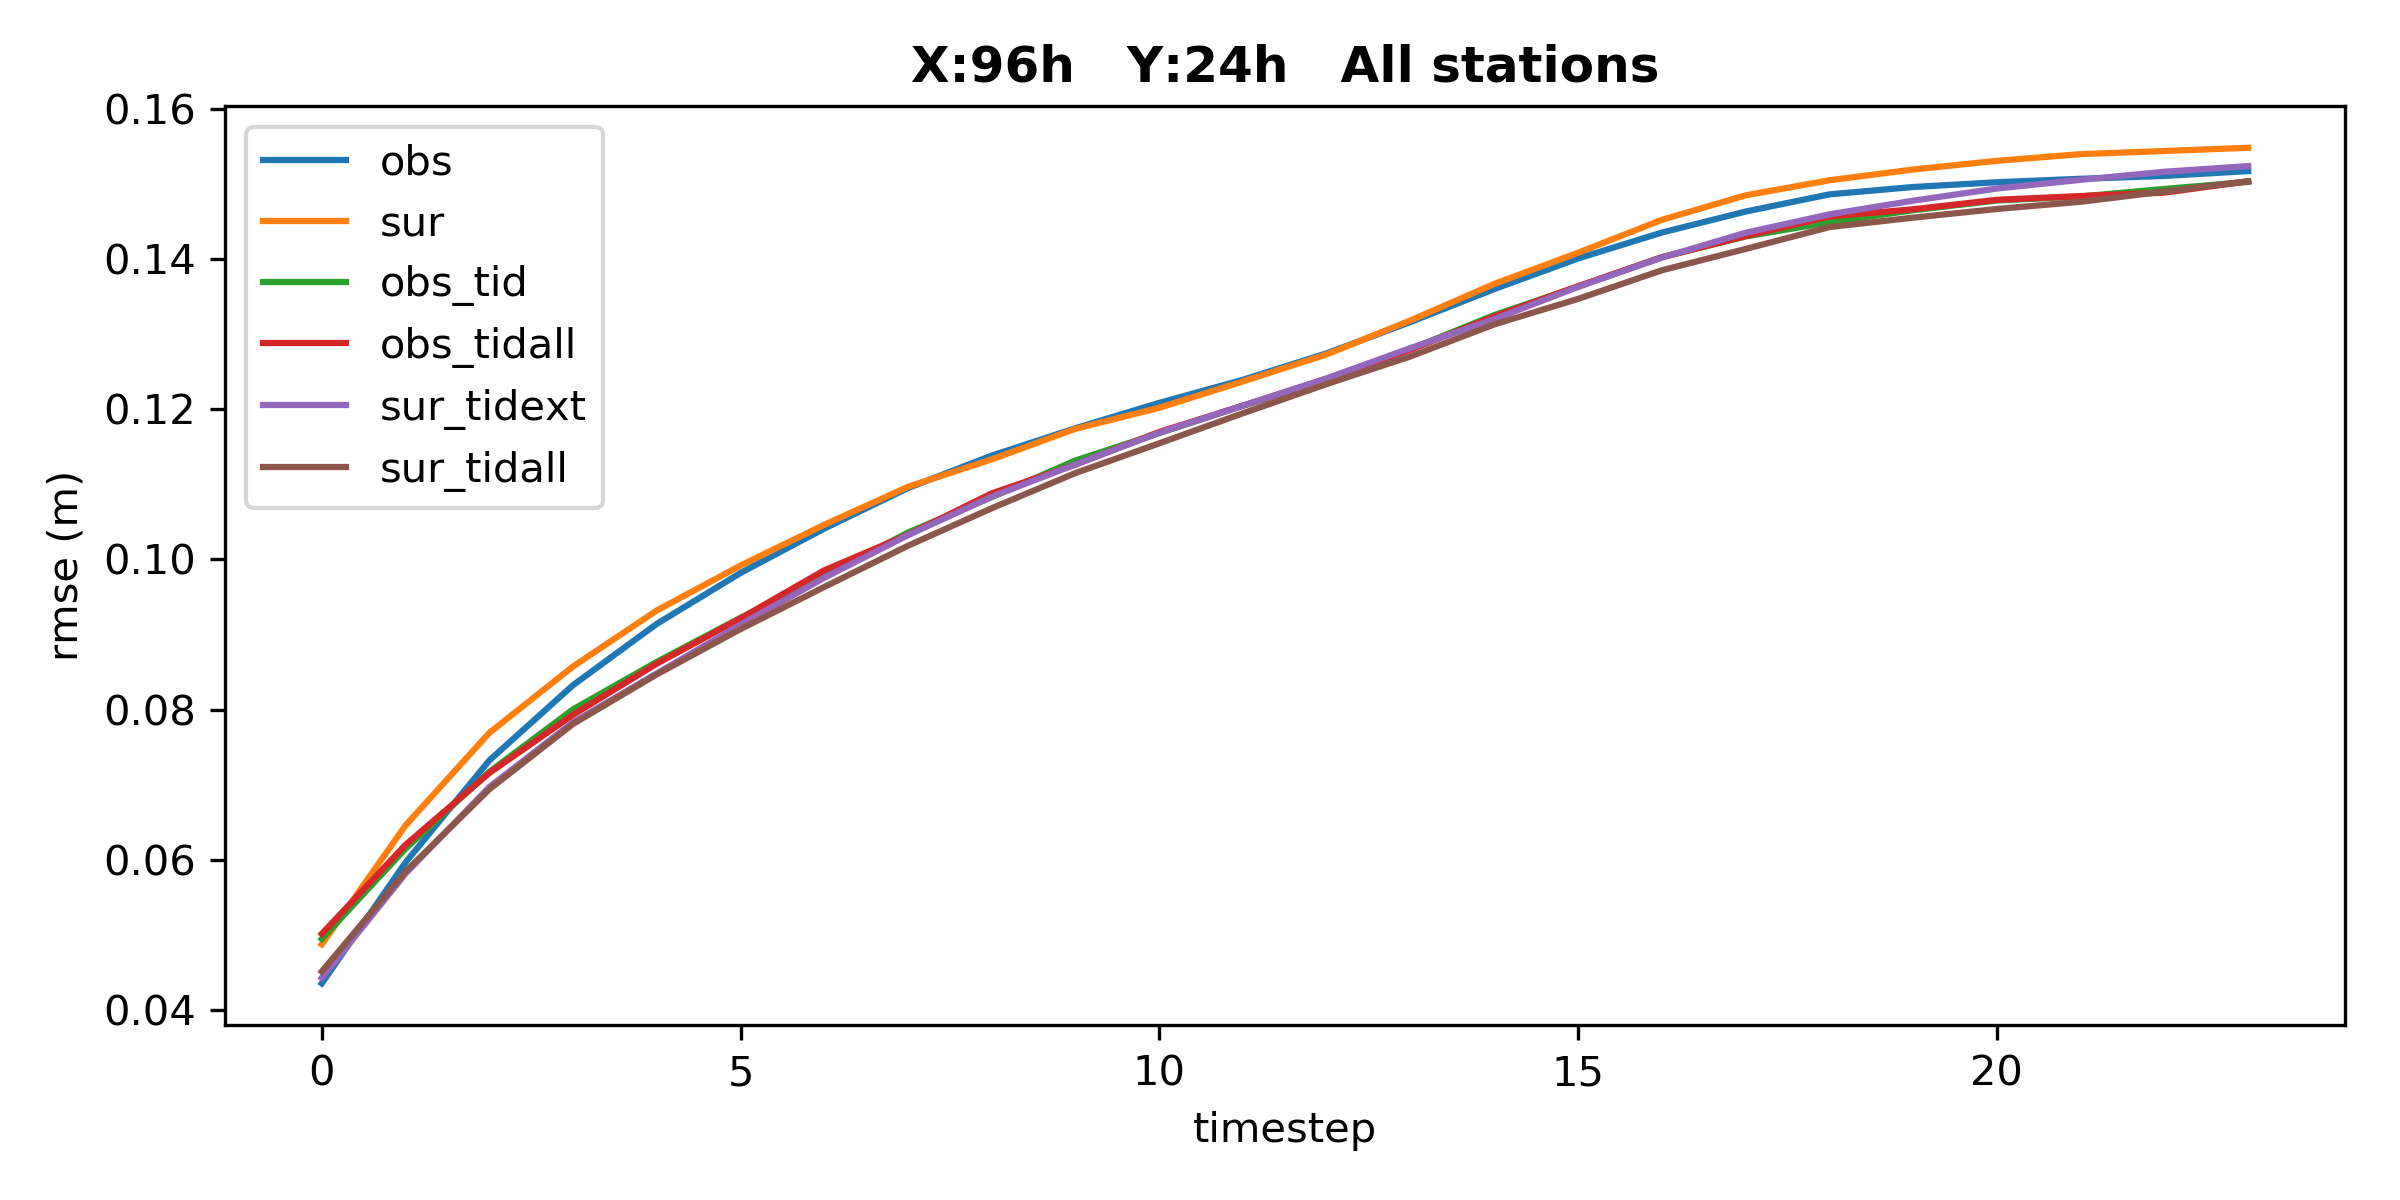 X:96h   Y:24h   All stations
0.16
0.14
0.12
0.10
0.08
0.06
0.04
rmse (m)
obs
sur
obs_tid
obs_tidall
sur_tidext
sur_tidall
0 5 10 15 20
timestep